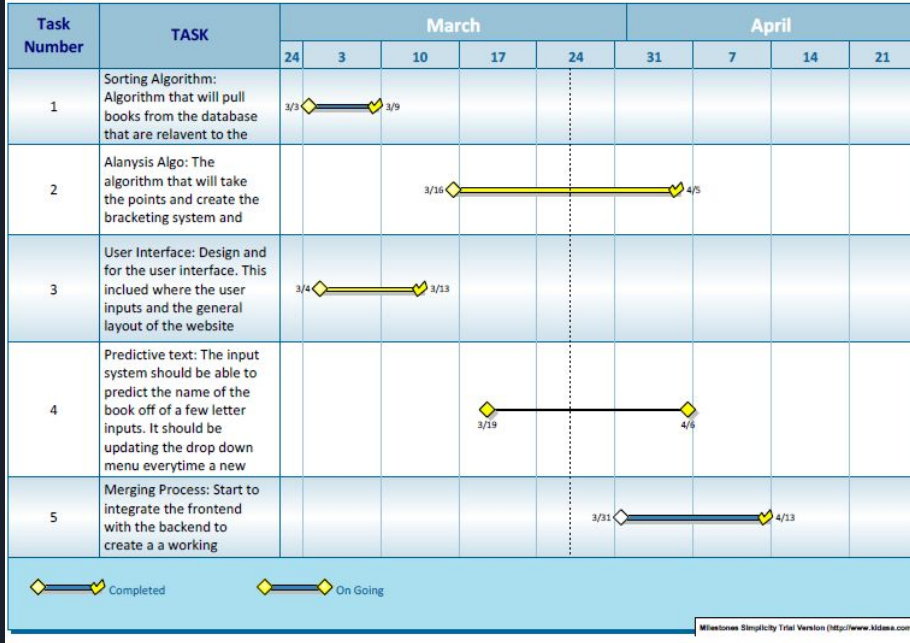 Task Number
TASK
March
April
24 3 10 17 24 31 7 14 21
1
Sorting Algorithm:
Algorithm that will pull
books from the database
that are relavent to the
3/3
3/9
2
Alanysis Algo: The
algorithm that will take
the points and create the
bracketing system and
3/16
4/5
3
User Interface: Design and
for the user interface. This
inclued where the user
inputs and the general
layout of the website
3/4
3/13
4
Predictive text: The input
system should be able to
predict the name of the
book off of a few letter
inputs. It should be
updating the drop down
menu everytime a new
3/19
4/6
5
Merging Process: Start to
integrate the frontend
with the backend to
create a a working
3/31
4/13
Completed
On Going
Milestones Simplicity Trial Version (http://www.kidasa.com